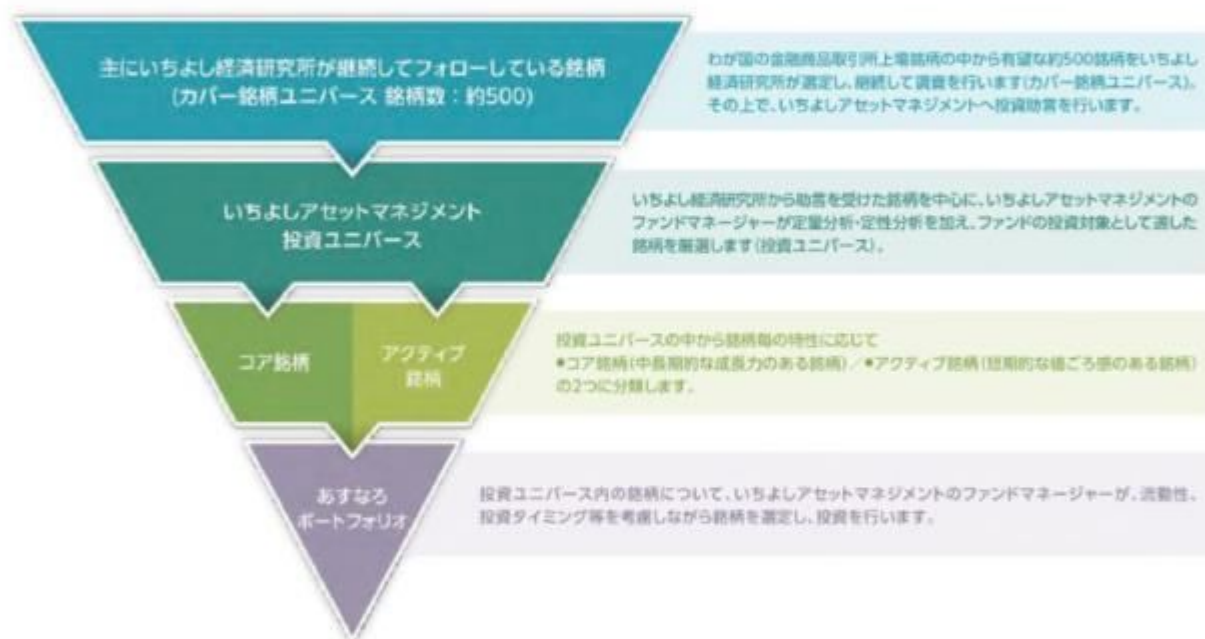 主にいちよし経済研究所が継続してフォローしている銘柄
(カバー銘柄ユニバース 銘柄数：約500)
わが国の金融商品取引所上場銘柄の中から有望な約500銘柄をいちよし
経済研究所が選定し、継続して調査を行います(カバー銘柄ユニバース)。
その上で、いちよしアセットマネジメントへ投資助言を行います。
いちよしアセットマネジメント
投資ユニバース
いちよし経済研究所から助言を受けた銘柄を中心に、いちよしアセットマネジメントの
ファンドマネージャーが定量分析・定性分析を加え、ファンドの投資対象として適した
銘柄を厳選します(投資ユニバース)。
コア銘柄
アクティブ
銘柄
投資ユニバースの中から銘柄毎の特性に応じて
●コア銘柄(中長期的な成長力のある銘柄)／●アクティブ銘柄(短期的な値ごろ感のある銘柄)
の2つに分類します。
あすなろ
ポートフォリオ
投資ユニバース内の銘柄について、いちよしアセットマネジメントのファンドマネージャーが、流動性、
投資タイミング等を考慮しながら銘柄を選定し、投資を行います。